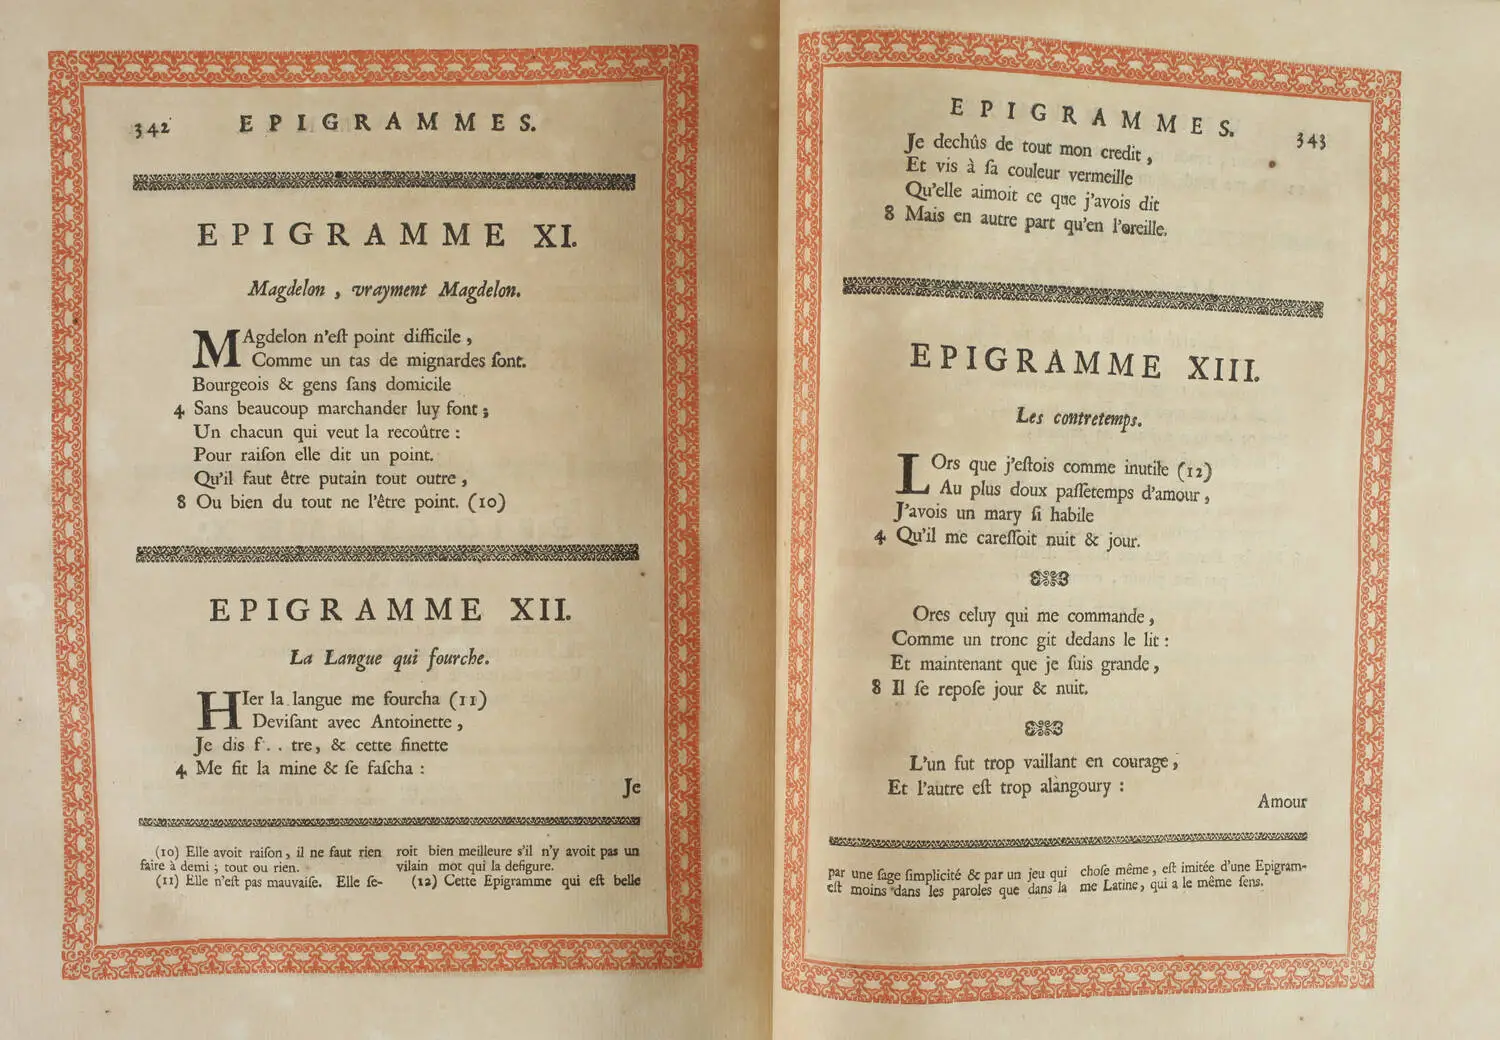 342 EPIGRAMMES.
EPIGRAMME XI.
Magdelon, vrayment Magdelon.
MAgdelon n'eſt point difficile,
Comme un tas de mignardes ſont.
Bourgeois & gens ſans domicile
4 Sans beaucoup marchander luy font;
Un chacun qui veut la recoûtre :
Pour raiſon elle dit un point.
Qu'il faut être putain tout outre,
8 Ou bien du tout ne l'être point. (10)
EPIGRAMME XII.
La Langue qui fourche.
HIer la langue me fourcha (11)
Deviſant avec Antoinette,
Je dis f . . tre, & cette finette
4 Me fit la mine & ſe faſcha :
Je
(10) Elle avoit raiſon, il ne faut rien
faire à demi; tout ou rien.
(11) Elle n'eſt pas mauvaiſe. Elle ſe-
roit bien meilleure s'il n'y avoit pas un
vilain mot qui la defigure.
(12) Cette Epigramme qui eſt belle
EPIGRAMMES. 343
Je dechûs de tout mon credit,
Et vis à ſa couleur vermeille
Qu'elle aimoit ce que j'avois dit
8 Mais en autre part qu'en l'oreille.
EPIGRAMME XIII.
Les contretemps.
LOrs que j'eſtois comme inutile (12)
Au plus doux paſſetemps d'amour,
J'avois un mary ſi habile
4 Qu'il me careſſoit nuit & jour.
Ores celuy qui me commande,
Comme un tronc git dedans le lit :
Et maintenant que je ſuis grande,
8 Il ſe repoſe jour & nuit.
L'un fut trop vaillant en courage,
Et l'autre eſt trop alangoury :
Amour
par une ſage ſimplicité & par un jeu qui
eſt moins dans les paroles que dans la
choſe même, eſt imitée d'une Epigram-
me Latine, qui a le même ſens.